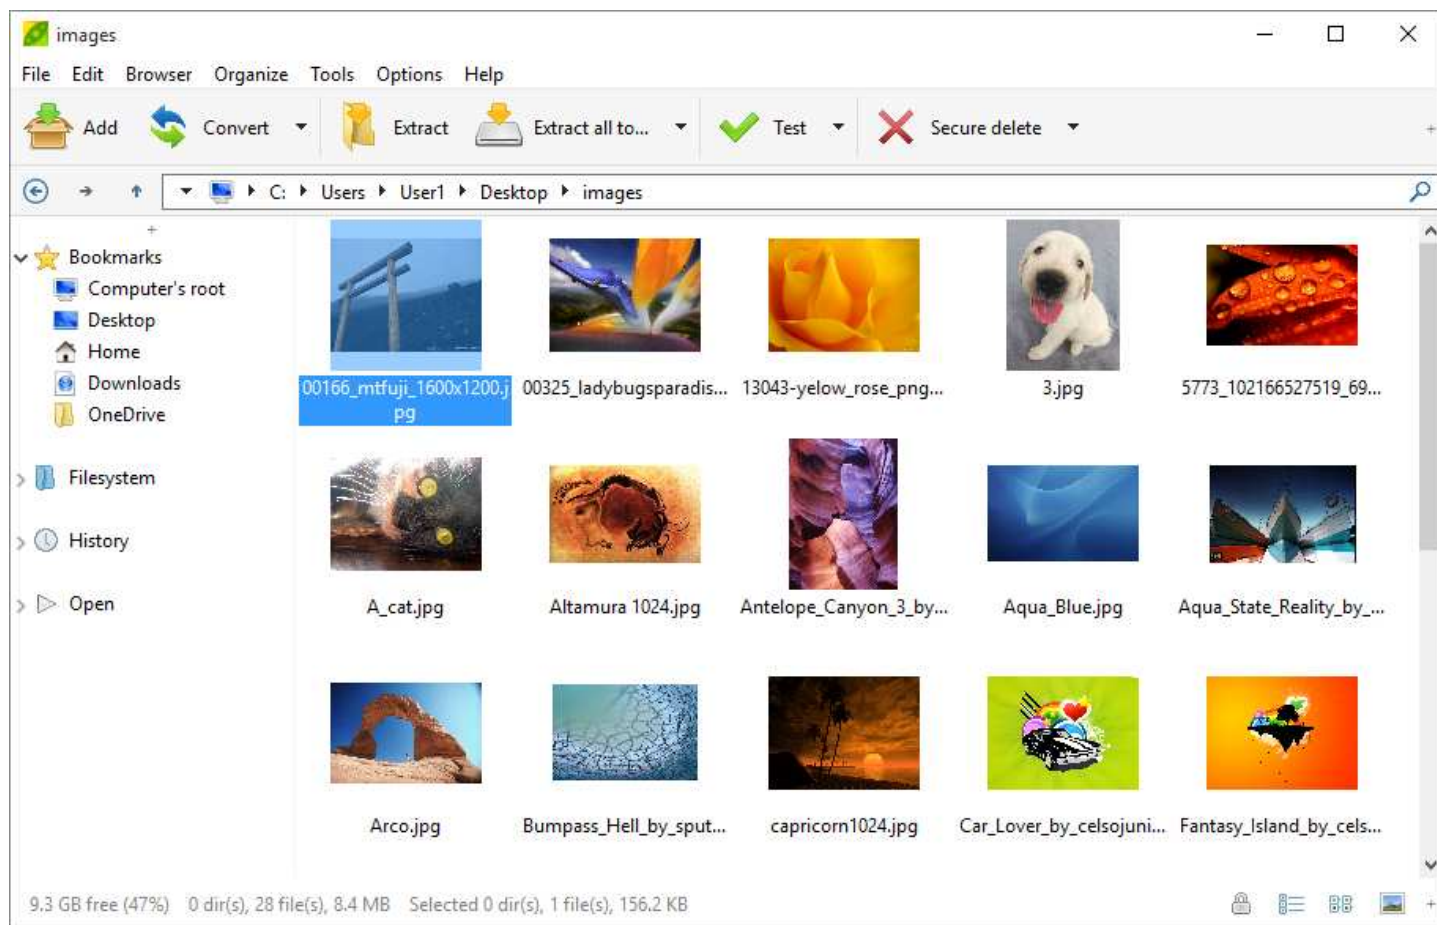 images
File Edit Browser Organize Tools Options Help
Add Convert Extract Extract all to... Test Secure delete
C: Users User1 Desktop images
Bookmarks
Computer's root
Desktop
Home
Downloads
OneDrive
Filesystem
History
Open
00166_mtfuji_1600x1200.j
pg
00325_ladybugsparadis...
13043-yelow_rose_png...
3.jpg
5773_102166527519_69...
A_cat.jpg
Altamura 1024.jpg
Antelope_Canyon_3_by...
Aqua_Blue.jpg
Aqua_State_Reality_by_...
Arco.jpg
Bumpass_Hell_by_sput...
capricorn1024.jpg
Car_Lover_by_celsojuni...
Fantasy_Island_by_cels...
9.3 GB free (47%) 0 dir(s), 28 file(s), 8.4 MB Selected 0 dir(s), 1 file(s), 156.2 KB